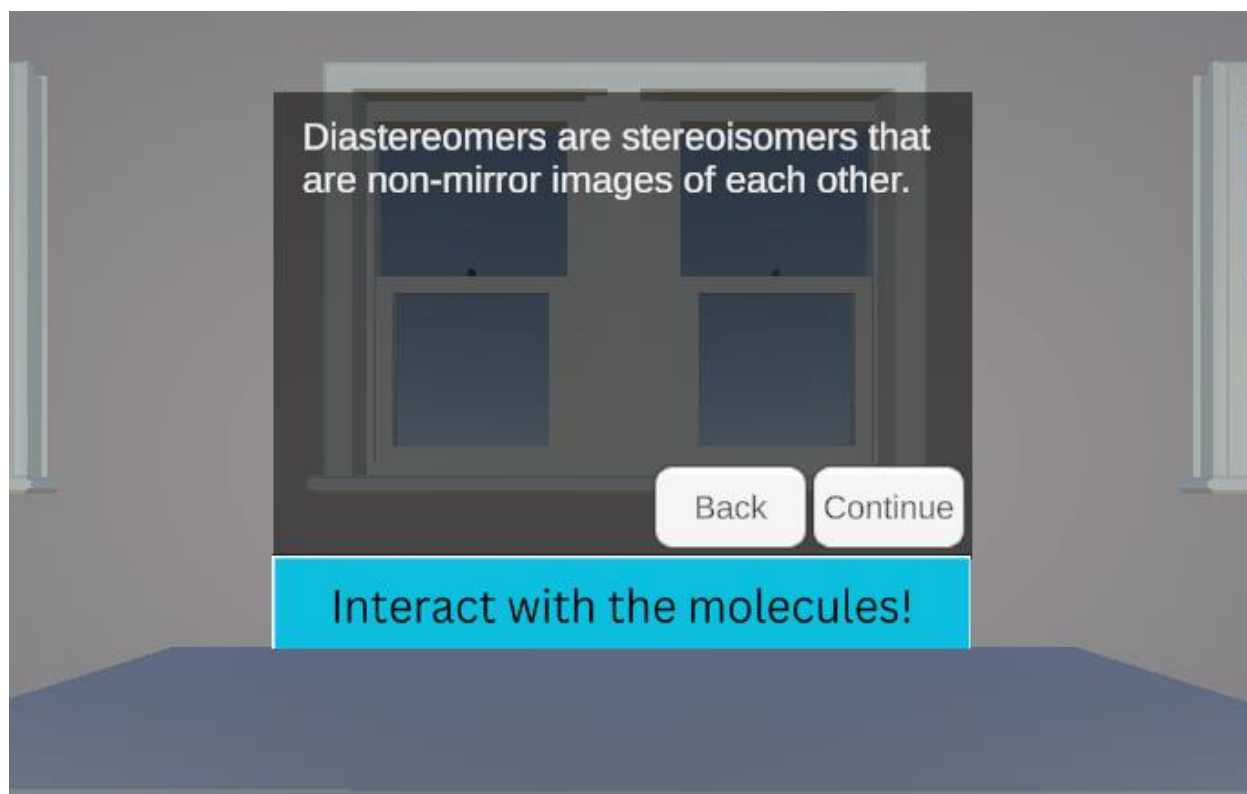 Diastereomers are stereoisomers that
are non-mirror images of each other.
Back
Continue
Interact with the molecules!